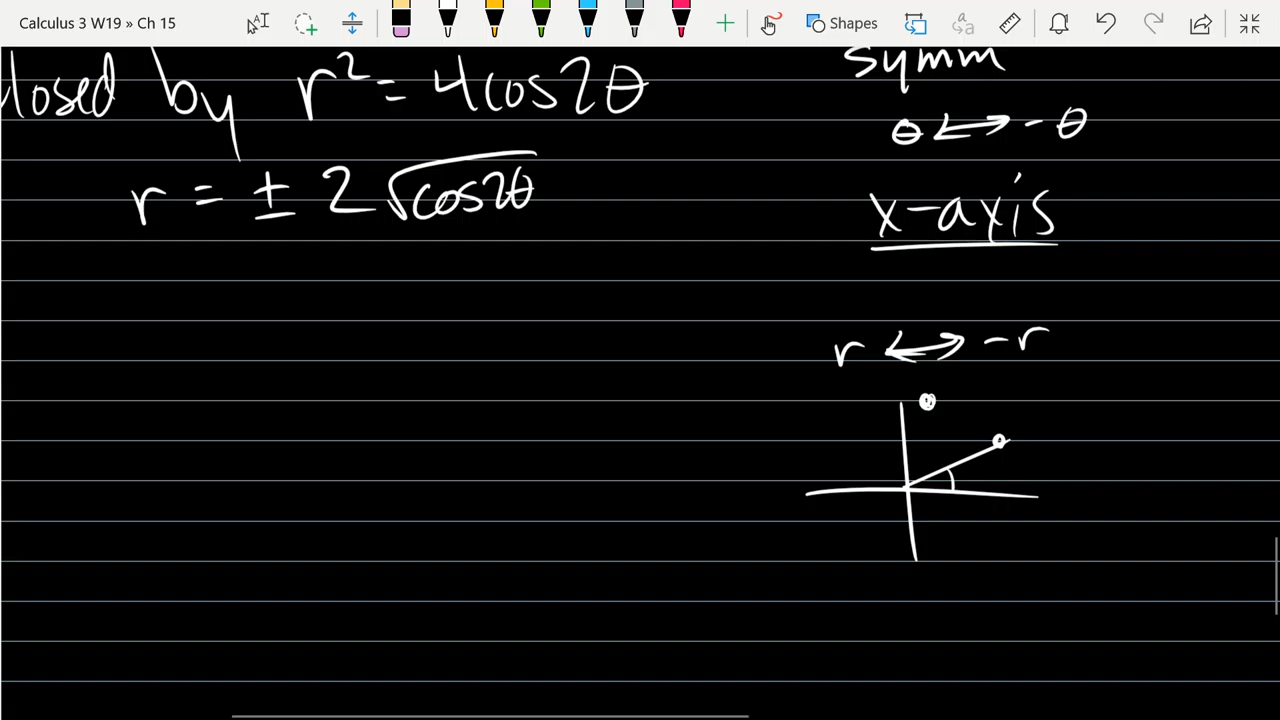 Calculus 3 W19 » Ch 15
Shapes
losed by r² = 4cos2θ
r = ± 2√cos2θ
symm
θ ↔ -θ
x-axis
r ↔ -r